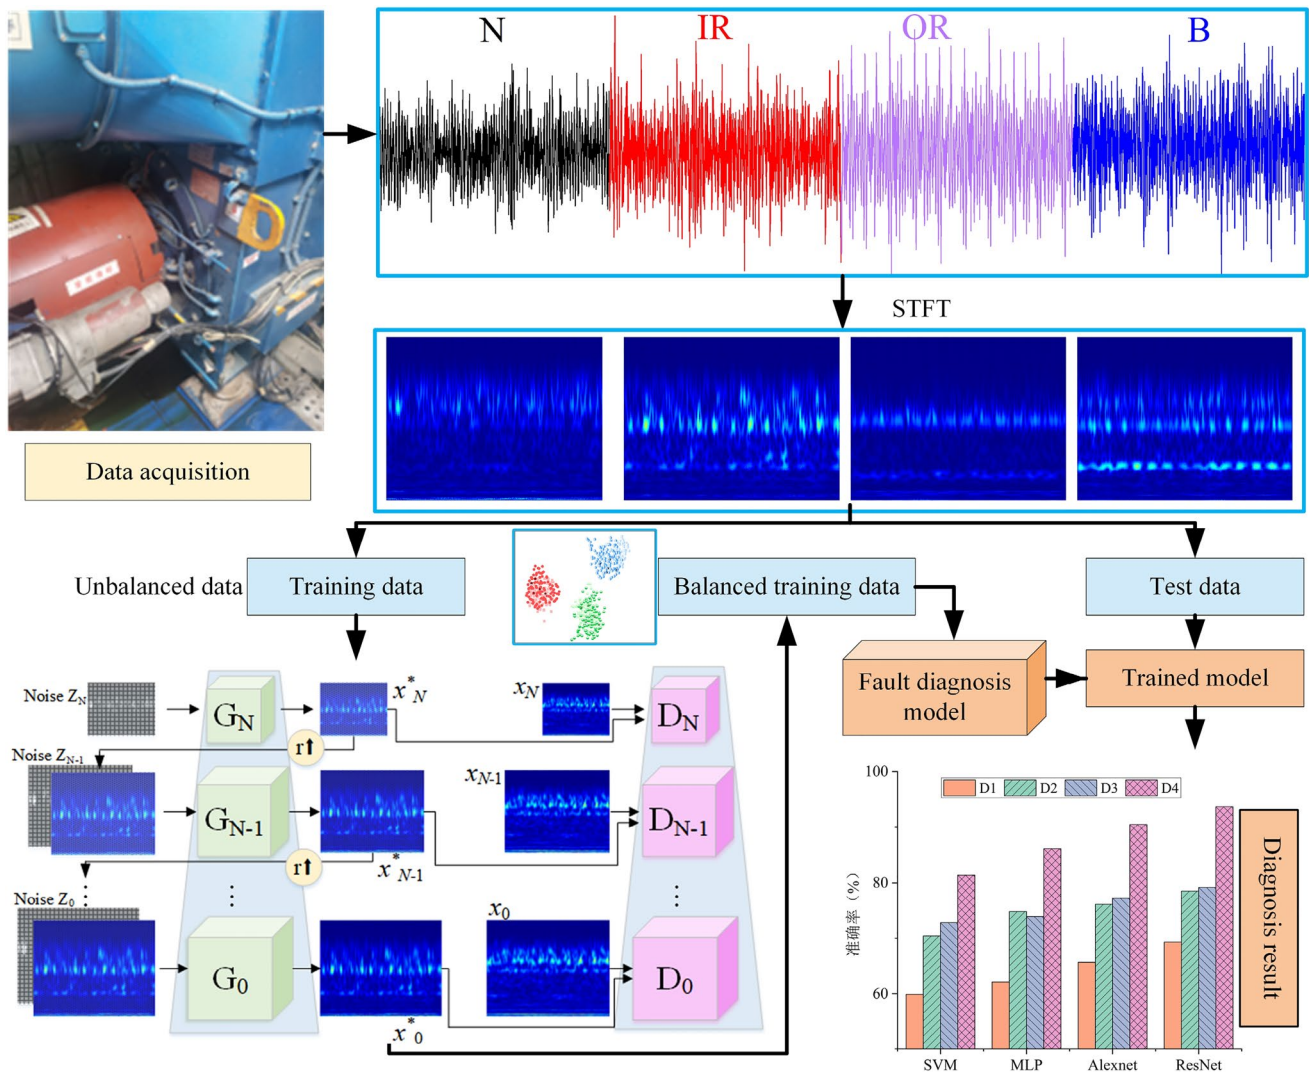 N
IR
OR
B
STFT
Data acquisition
Unbalanced data
Training data
Balanced training data
Test data
Fault diagnosis
model
Trained model
Noise Z_N
G_N
x*_N
x_N
D_N
r⬆
Noise Z_N-1
G_N-1
x*_N-1
x_N-1
D_N-1
r⬆
Noise Z_0
G_0
x*_0
x_0
D_0
100
80
60
准确率（%）
D1
D2
D3
D4
SVM
MLP
Alexnet
ResNet
Diagnosis result